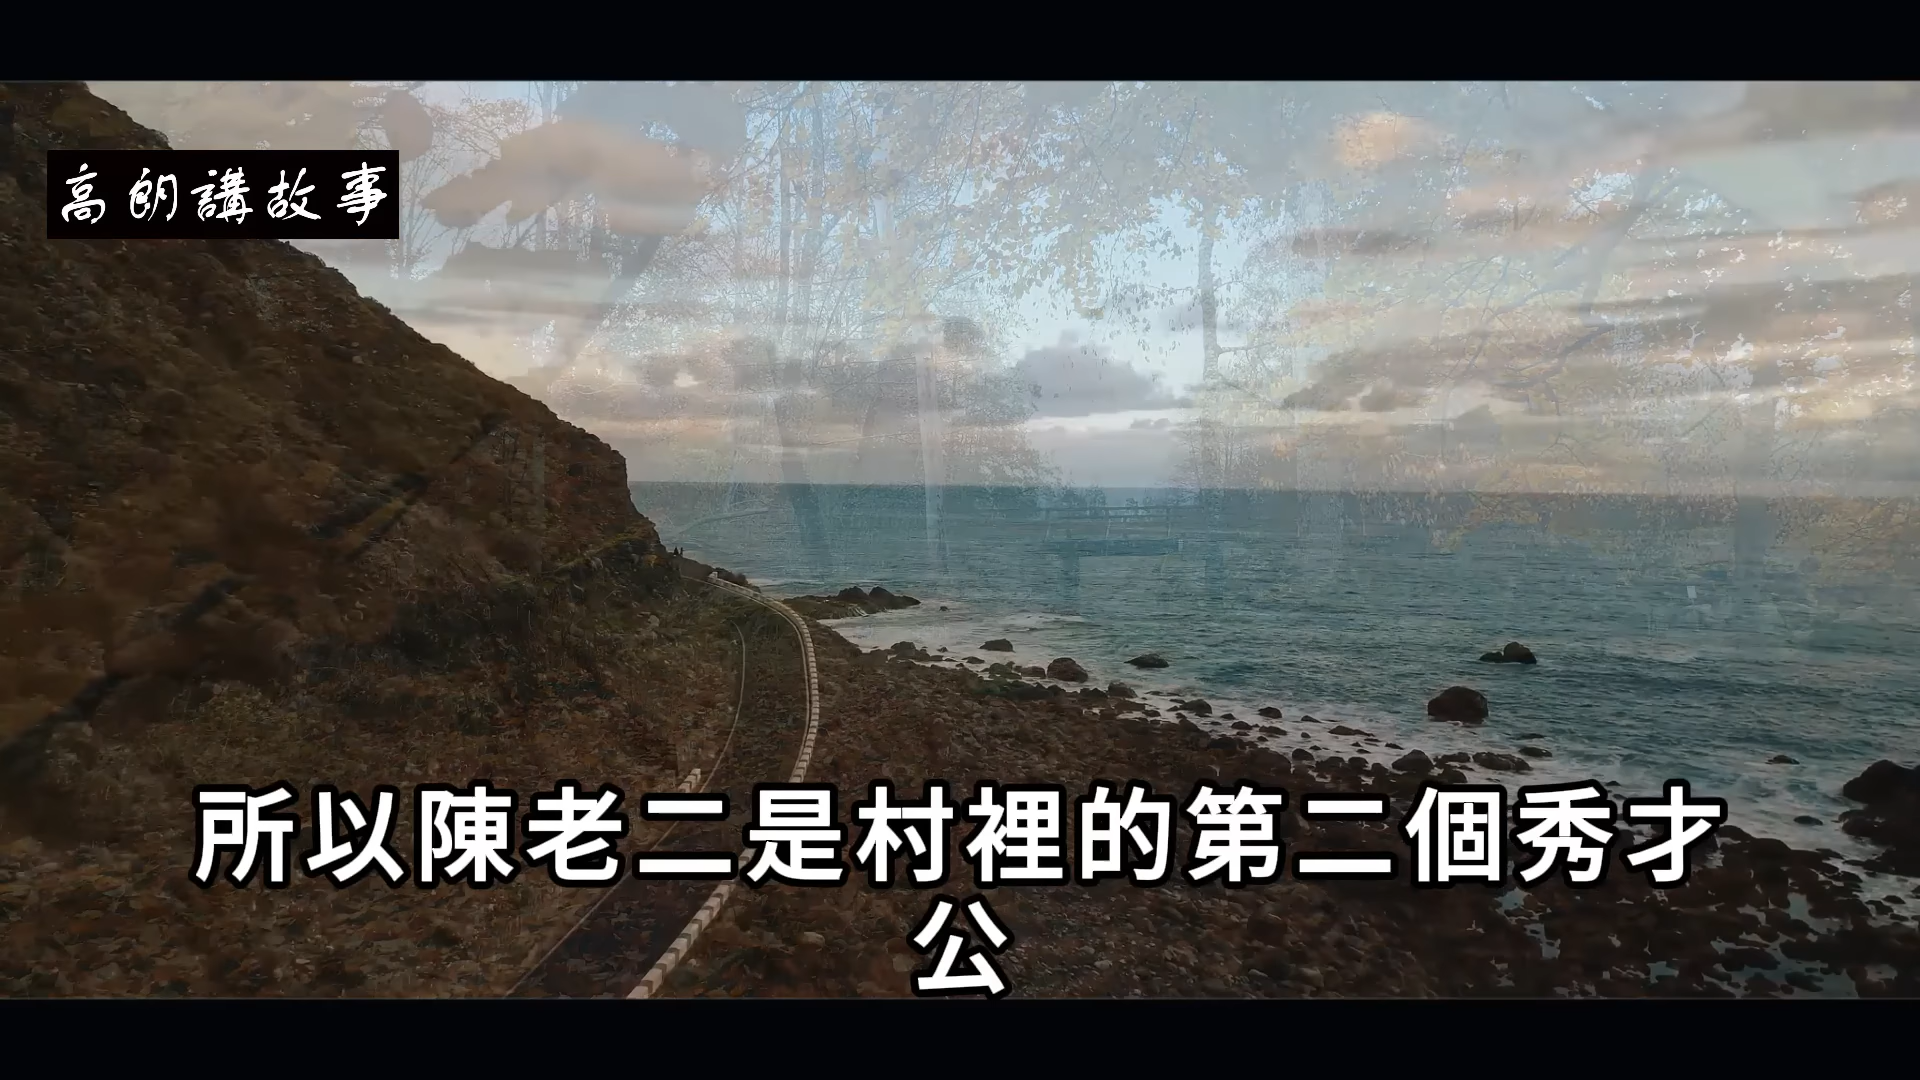 高朗講故事
所以陳老二是村裡的第二個秀才
公